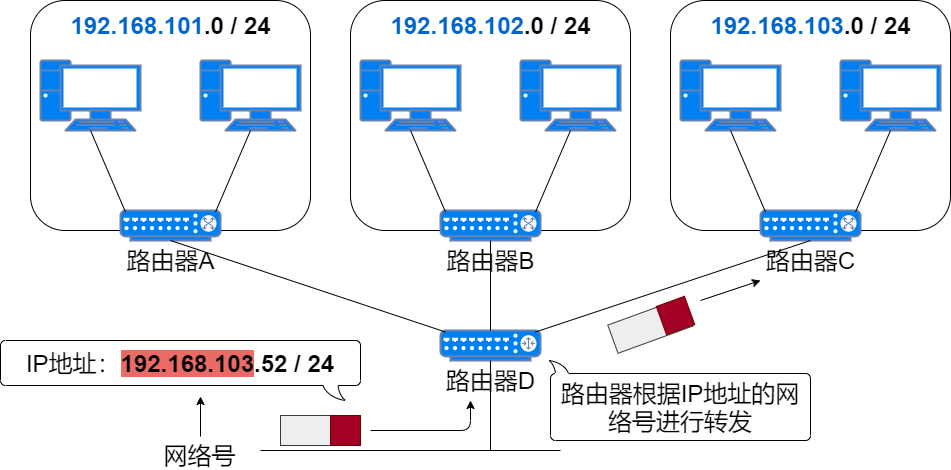 192.168.101.0 / 24
192.168.102.0 / 24
192.168.103.0 / 24
路由器A
路由器B
路由器C
IP地址：192.168.103.52 / 24
路由器D
路由器根据IP地址的网
络号进行转发
网络号